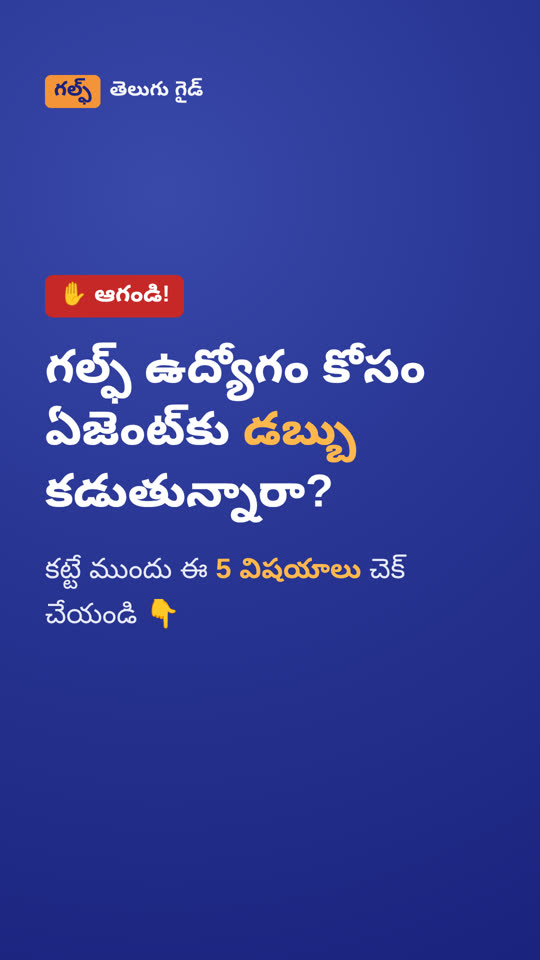 గల్ఫ్ తెలుగు గైడ్
✋ ఆగండి!
గల్ఫ్ ఉద్యోగం కోసం
ఏజెంట్‌కు డబ్బు
కడుతున్నారా?
కట్టే ముందు ఈ 5 విషయాలు చెక్
చేయండి 👇